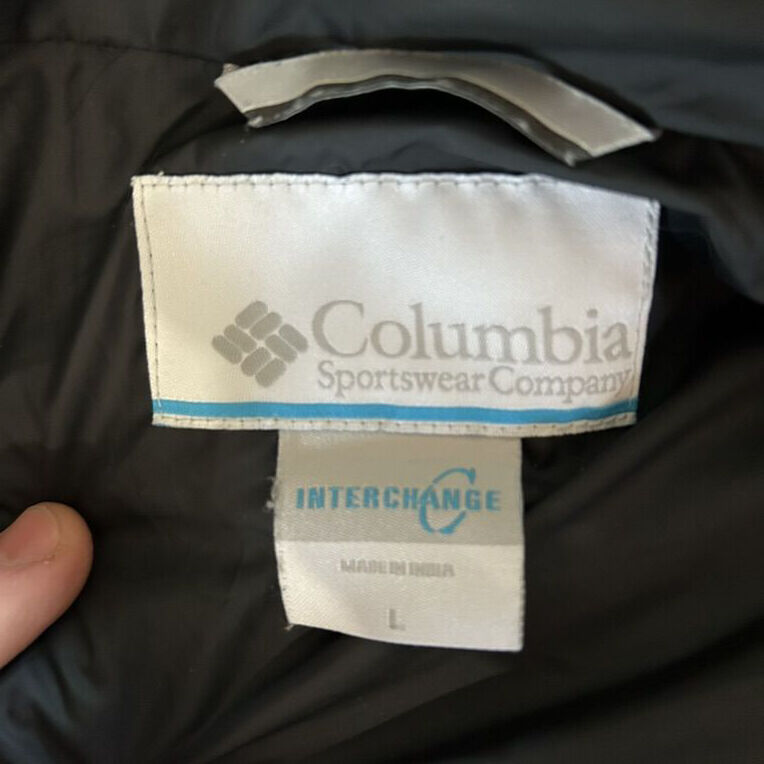 Columbia
Sportswear Company
INTERCHANGE
MADE IN INDIA
L